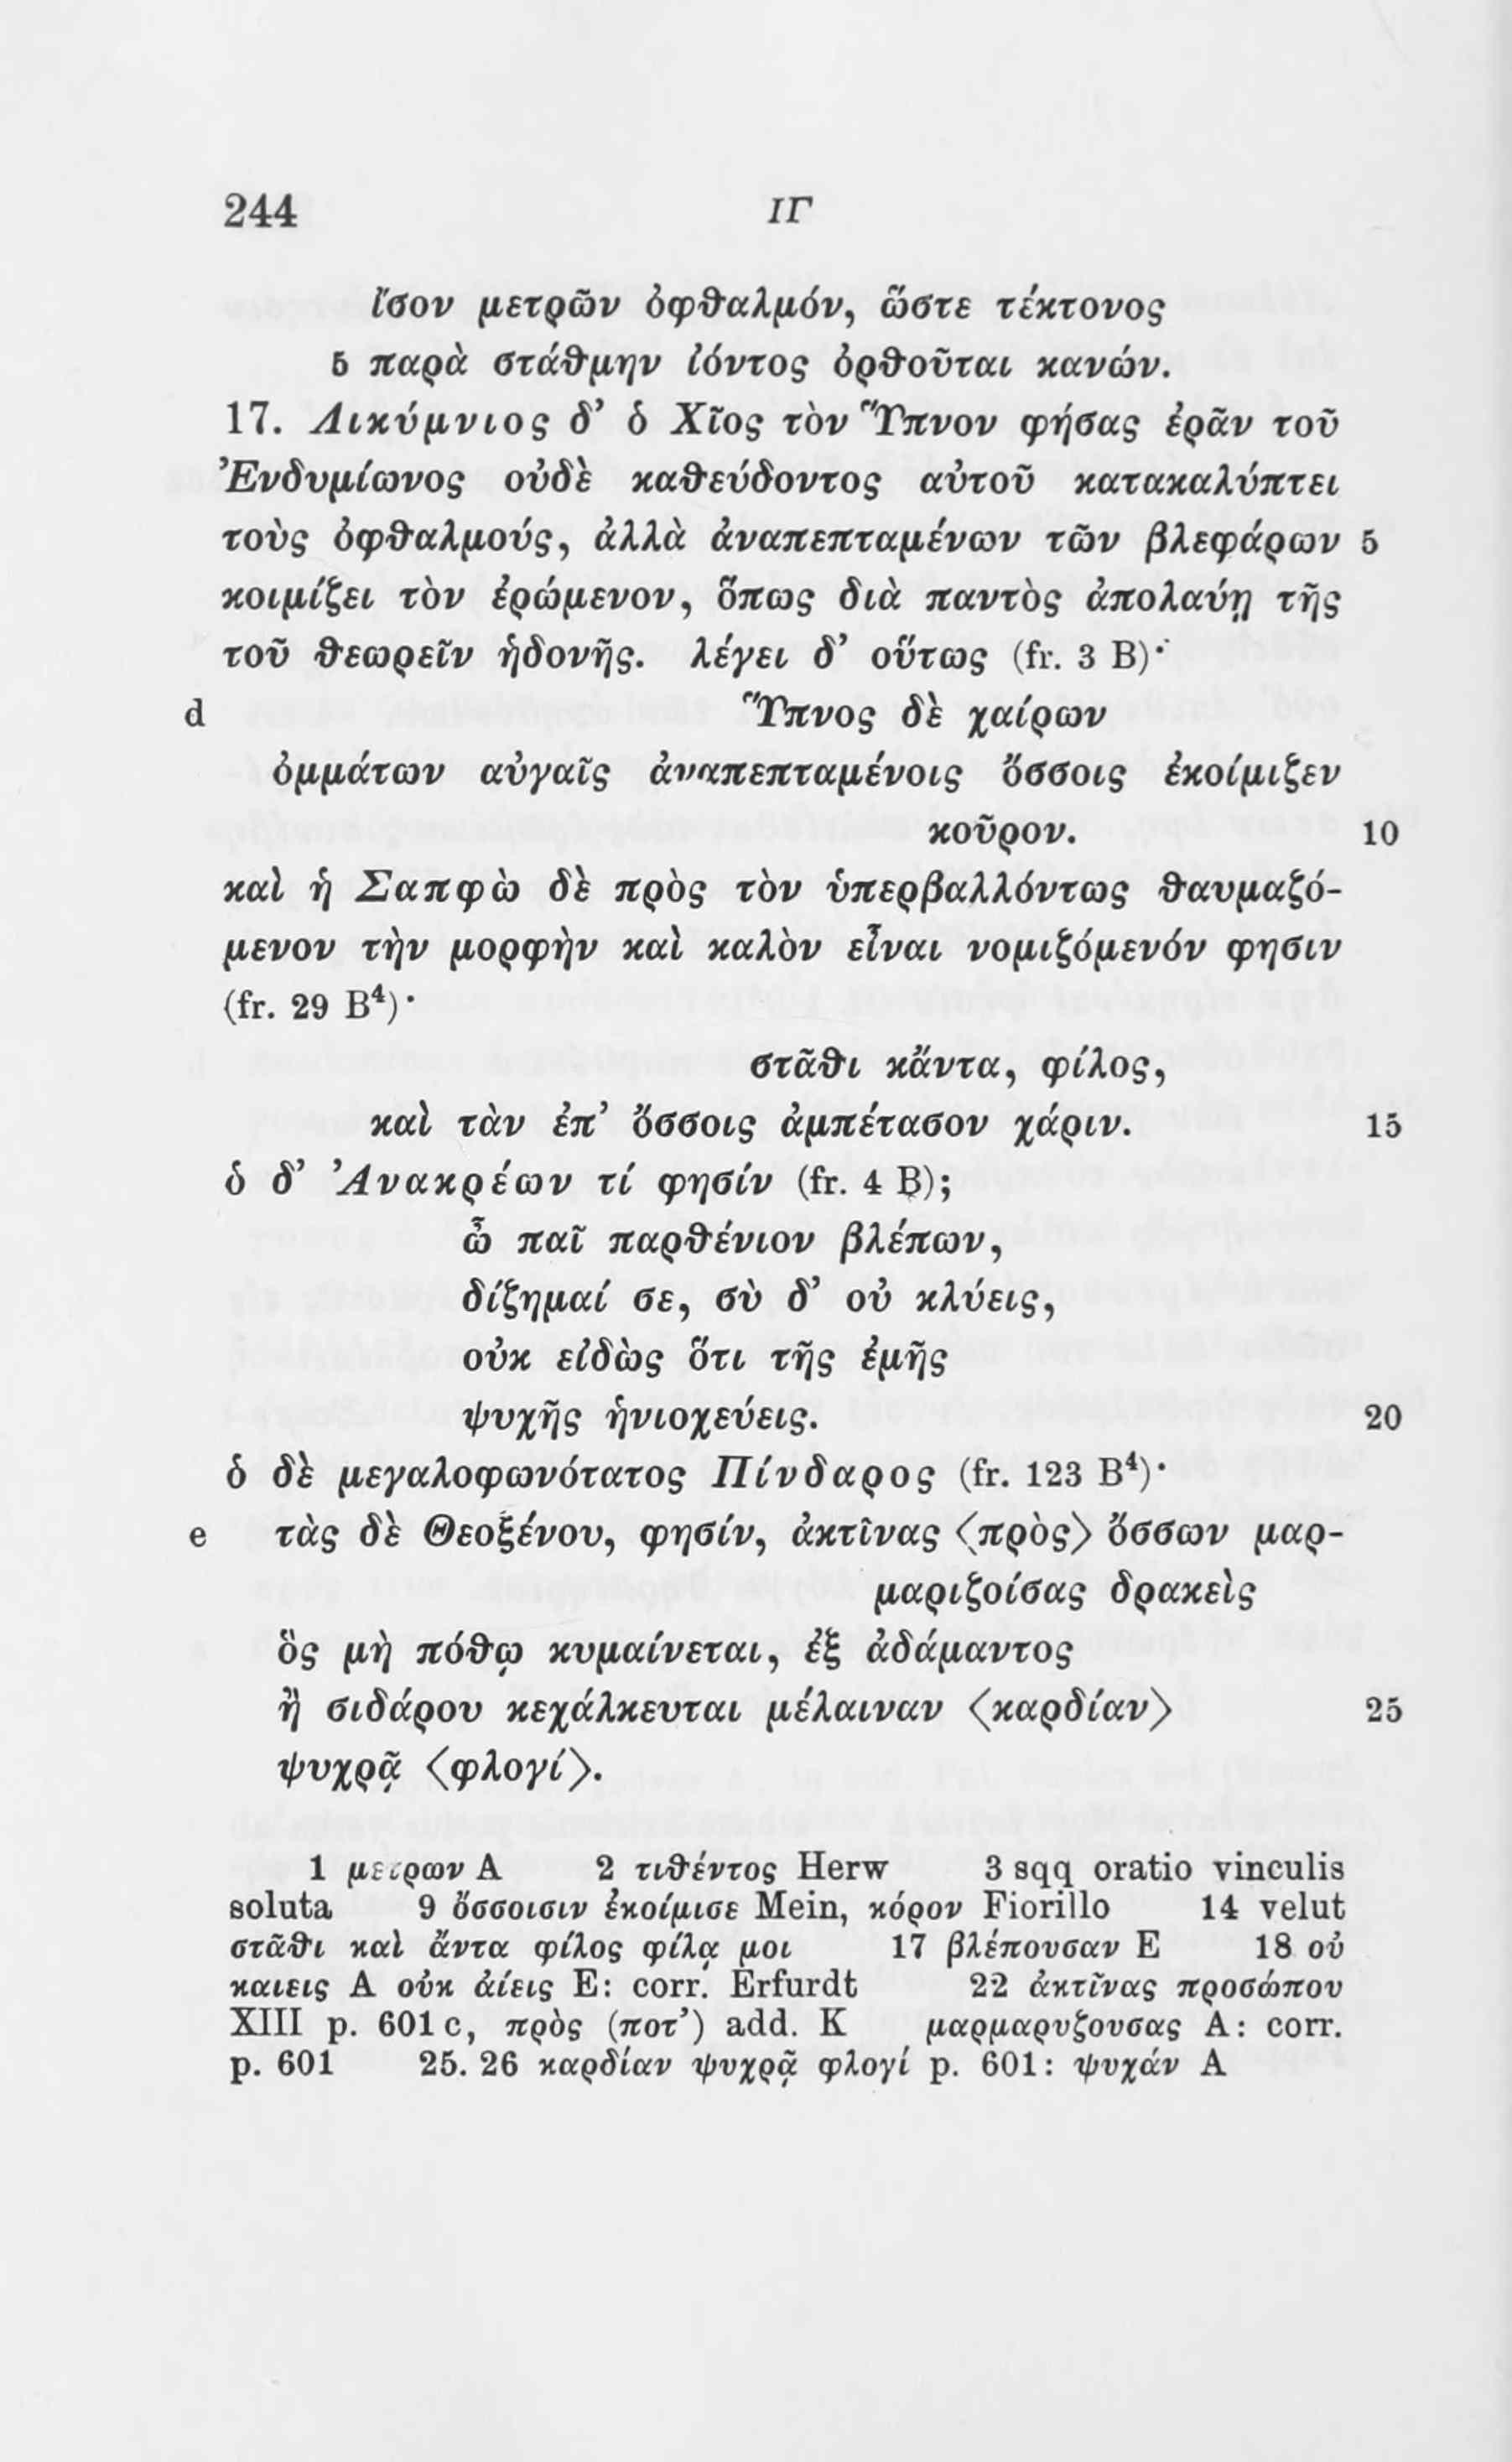 244 ΙΓ
ἴσον μετρῶν ὀφθαλμόν, ὥστε τέκτονος
5 παρὰ στάθμην ἰόντος ὀρθοῦται κανών.
17. Λικύμνιος δ’ ὁ Χῖος τὸν Ὕπνον φήσας ἐρᾶν τοῦ
Ἐνδυμίωνος οὐδὲ καθεύδοντος αὐτοῦ κατακαλύπτει
τοὺς ὀφθαλμούς, ἀλλὰ ἀναπεπταμένων τῶν βλεφάρων 5
κοιμίζει τὸν ἐρώμενον, ὅπως διὰ παντὸς ἀπολαύῃ τῆς
τοῦ θεωρεῖν ἡδονῆς. λέγει δ’ οὕτως (fr. 3 B)·
d Ὕπνος δὲ χαίρων
ὀμμάτων αὐγαῖς ἀναπεπταμένοις ὄσσοις ἐκοίμιζεν
κοῦρον. 10
καὶ ἡ Σαπφὼ δὲ πρὸς τὸν ὑπερβαλλόντως θαυμαζό-
μενον τὴν μορφὴν καὶ καλὸν εἶναι νομιζόμενόν φησιν
(fr. 29 B⁴)·
στᾶθι κἄντα, φίλος,
καὶ τὰν ἐπ’ ὄσσοις ἀμπέτασον χάριν. 15
ὁ δ’ Ἀνακρέων τί φησίν (fr. 4 B);
ὦ παῖ παρθένιον βλέπων,
δίζημαί σε, σὺ δ’ οὐ κλύεις,
οὐκ εἰδὼς ὅτι τῆς ἐμῆς
ψυχῆς ἡνιοχεύεις. 20
ὁ δὲ μεγαλοφωνότατος Πίνδαρος (fr. 123 B⁴)·
e τὰς δὲ Θεοξένου, φησίν, ἀκτῖνας ⟨πρὸς⟩ ὄσσων μαρ-
μαριζοίσας δρακεὶς
ὃς μὴ πόθῳ κυμαίνεται, ἐξ ἀδάμαντος
ἢ σιδάρου κεχάλκευται μέλαιναν ⟨καρδίαν⟩ 25
ψυχρᾷ ⟨φλογί⟩.
1 μετρων A 2 τιθέντος Herw 3 sqq oratio vinculis
soluta 9 ὄσσοισιν ἐκοίμισε Mein, κόρον Fiorillo 14 velut
στᾶθι καὶ ἄντα φίλος φίλᾳ μοι 17 βλέπουσαν E 18 οὐ
καιεις A οὐκ ἀίεις E: corr. Erfurdt 22 ἀκτῖνας προσώπου
XIII p. 601 c, πρὸς (ποτ’) add. K μαρμαρυζουσας A: corr.
p. 601 25. 26 καρδίαν ψυχρᾷ φλογί p. 601: ψυχάν A